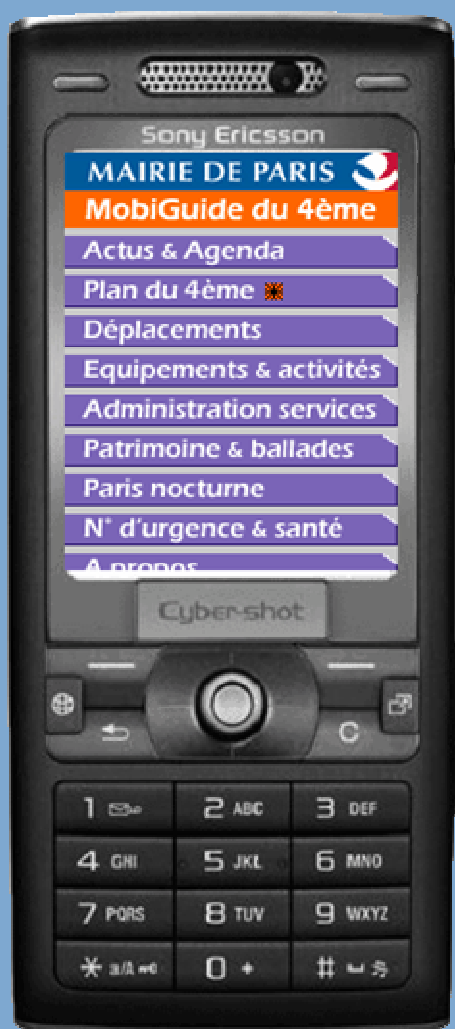 Sony Ericsson
MAIRIE DE PARIS
MobiGuide du 4ème
Actus & Agenda
Plan du 4ème
Déplacements
Equipements & activités
Administration services
Patrimoine & ballades
Paris nocturne
N° d'urgence & santé
A propos
Cyber-shot
C
1 2 ABC 3 DEF
4 GHI 5 JKL 6 MNO
7 PQRS 8 TUV 9 WXYZ
* a/A 0 + #